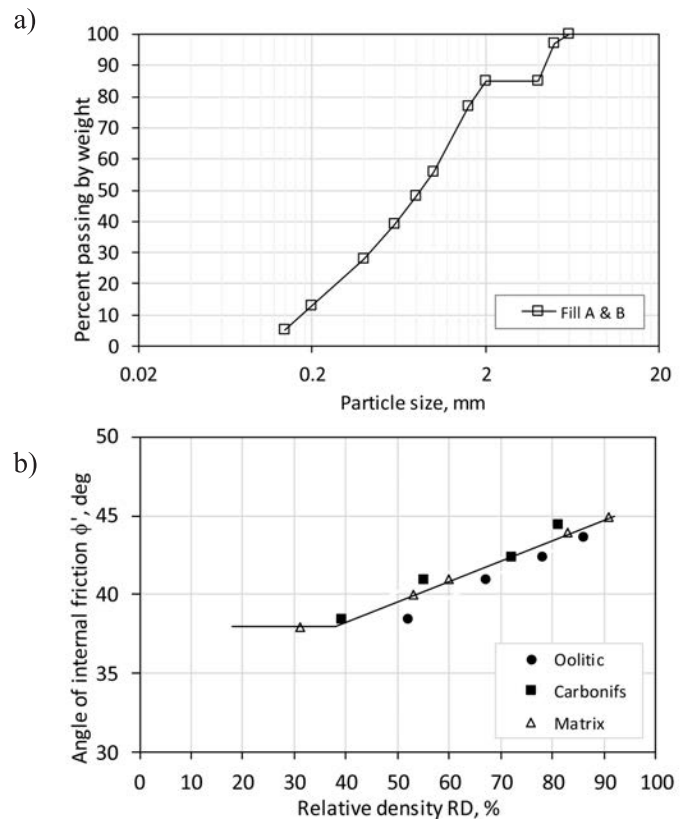 a)
100
90
80
70
60
50
40
30
20
10
0
Percent passing by weight
Fill A & B
0.02
0.2
2
20
Particle size, mm
b)
50
45
40
35
30
Angle of internal friction ϕ', deg
Oolitic
Carbonifs
Matrix
0 10 20 30 40 50 60 70 80 90 100
Relative density RD, %